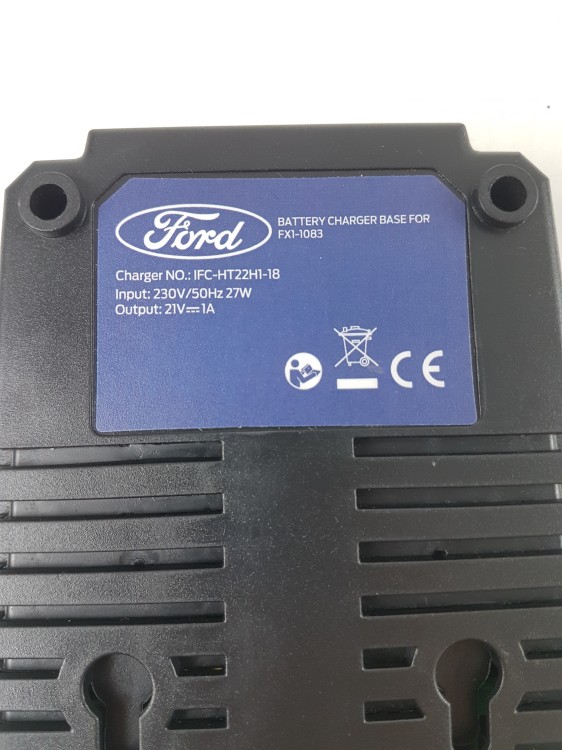 Ford
BATTERY CHARGER BASE FOR
FX1-1083
Charger NO.: IFC-HT22H1-18
Input: 230V/50Hz 27W
Output: 21V⎓1A
CE